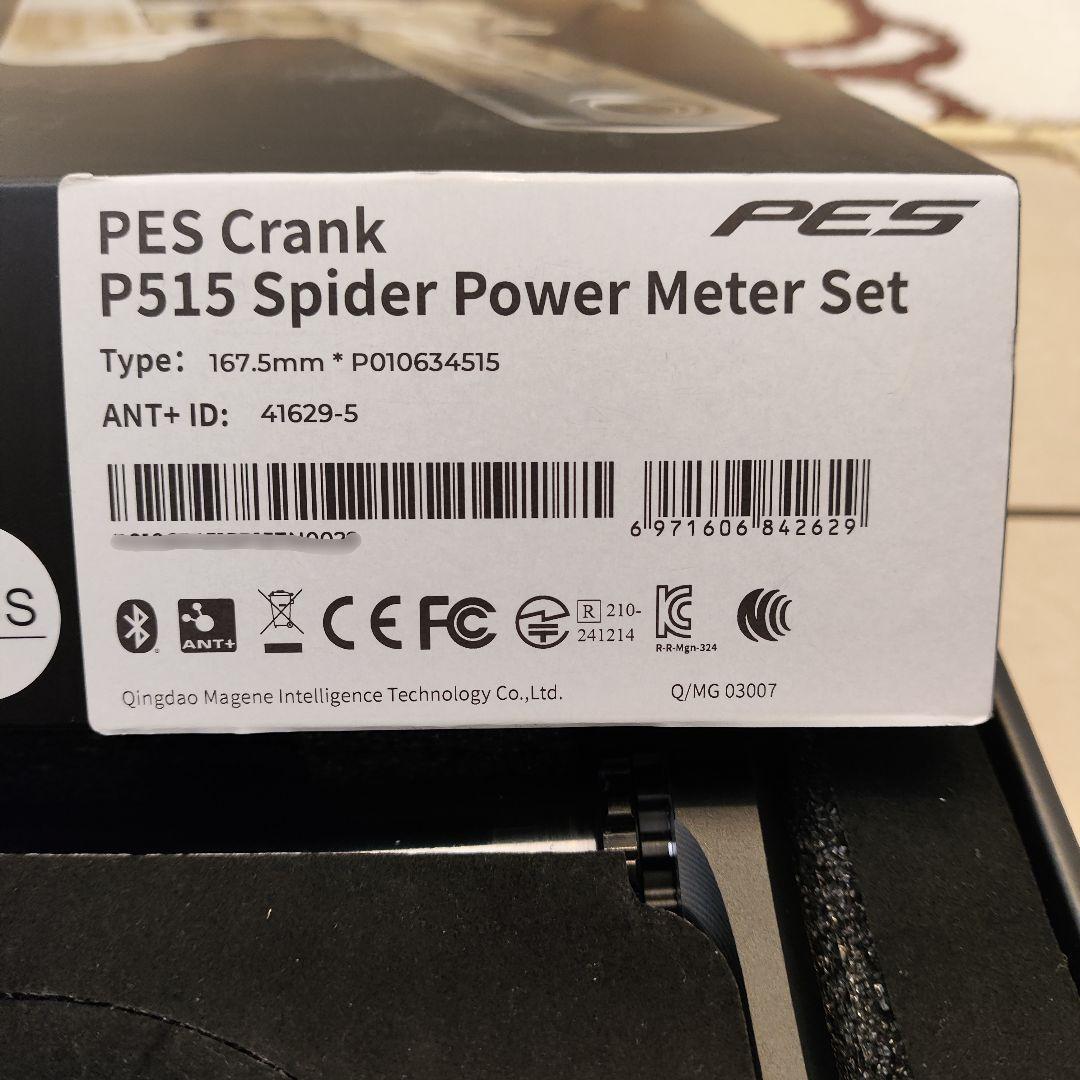 PES Crank
PES
P515 Spider Power Meter Set
Type: 167.5mm * P010634515
ANT+ ID: 41629-5
6 971606 842629
S
ANT+
CE
FC
R 210-
241214
KC
R-R-Mgn-324
Qingdao Magene Intelligence Technology Co.,Ltd.
Q/MG 03007